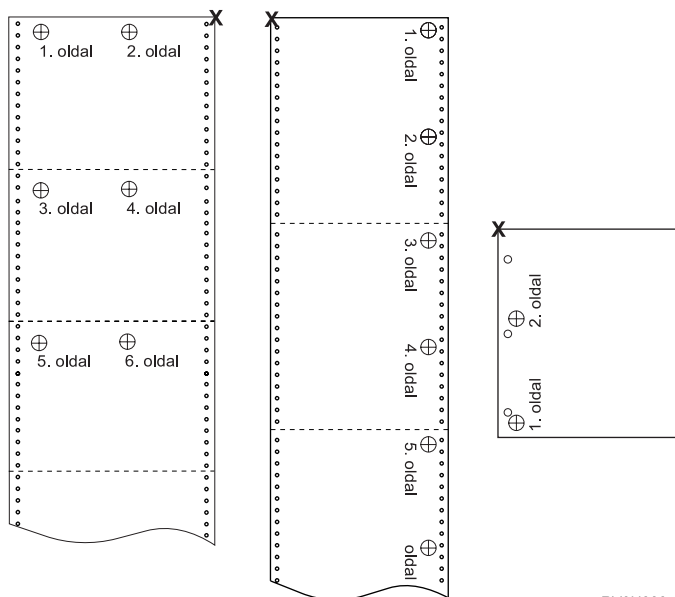 X
1. oldal 2. oldal
3. oldal 4. oldal
5. oldal 6. oldal
X
1. oldal
2. oldal
3. oldal
4. oldal
5. oldal
oldal
X
2. oldal
1. oldal